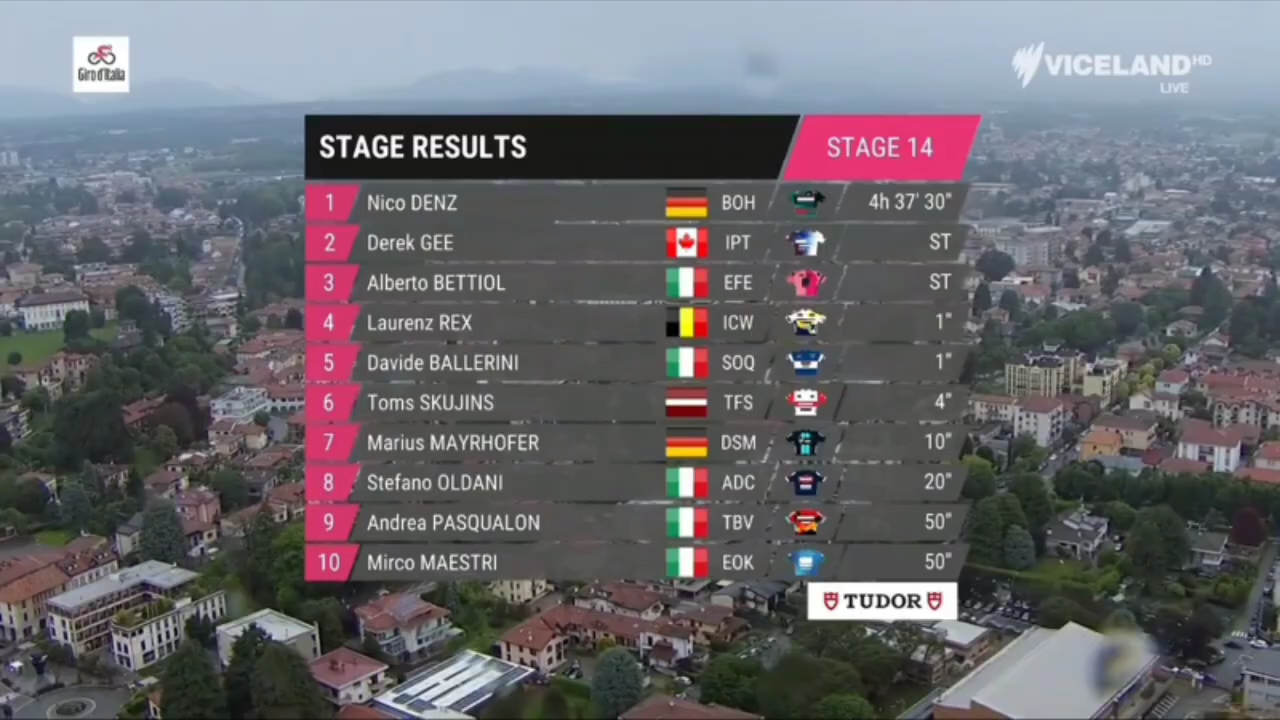 Giro d'Italia
VICELAND HD
LIVE
STAGE RESULTS STAGE 14
1 Nico DENZ BOH 4h 37' 30"
2 Derek GEE IPT ST
3 Alberto BETTIOL EFE ST
4 Laurenz REX ICW 1"
5 Davide BALLERINI SOQ 1"
6 Toms SKUJINS TFS 4"
7 Marius MAYRHOFER DSM 10"
8 Stefano OLDANI ADC 20"
9 Andrea PASQUALON TBV 50"
10 Mirco MAESTRI EOK 50"
TUDOR